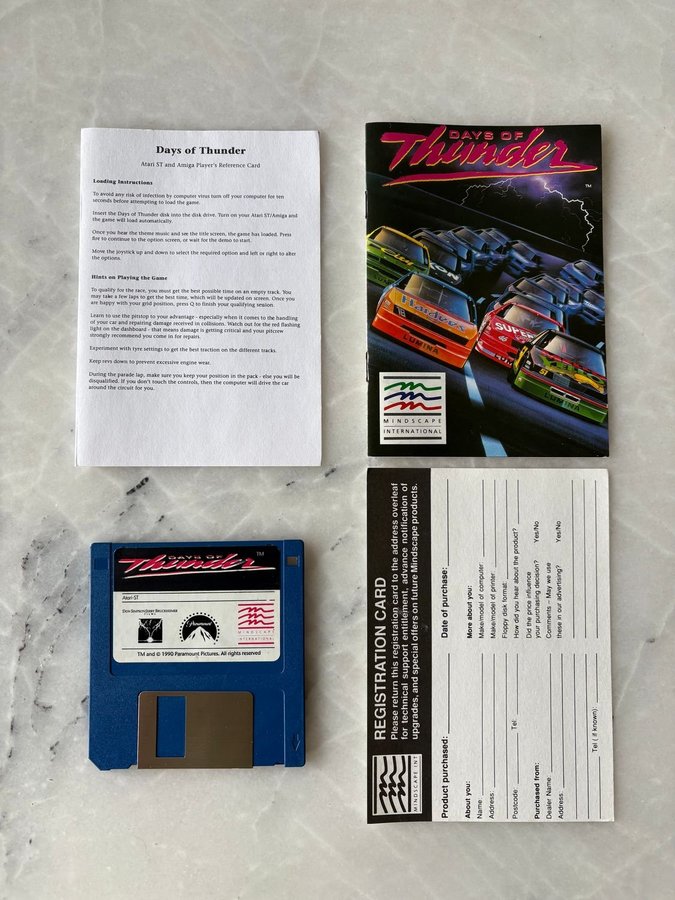 Days of Thunder
Atari ST and Amiga Player's Reference Card
Loading Instructions
To avoid any risk of infection by computer virus turn off your computer for ten
seconds before attempting to load the game.
Insert the Days of Thunder disk into the disk drive. Turn on your Atari ST/Amiga and
the game will load automatically.
Once you hear the theme music and see the title screen, the game has loaded. Press
fire to continue to the option screen, or wait for the demo to start.
Move the joystick up and down to select the required option and left or right to alter
the options.
Hints on Playing the Game
To qualify for the race, you must get the best possible time on an empty track. You
may take a few laps to get the best time, which will be updated on screen. Once you
are happy with your grid position, press Q to finish your qualifying session.
Learn to use the pitstop to your advantage - especially when it comes to the handling
of your car and repairing damage received in collisions. Watch out for the red flashing
light on the dashboard - that means damage is getting critical and your pitcrew
strongly recommend you come in for repairs.
Experiment with tyre settings to get the best traction on the different tracks.
Keep revs down to prevent excessive engine wear.
During the parade lap, make sure you keep your position in the pack - else you will be
disqualified. If you don't touch the controls, then the computer will drive the car
around the circuit for you.
DAYS OF
Thunder
TM
Hardees
18
LUMINA
SUPER
46
51
LUMINA
MINDSCAPE
INTERNATIONAL
DAYS OF
Thunder
TM
Atari ST
DON SIMPSON/JERRY BRUCKHEIMER
FILMS
Paramount
MINDSCAPE
INTERNATIONAL
TM and © 1990 Paramount Pictures. All rights reserved
MINDSCAPE INT
REGISTRATION CARD
Please return this registration card to the address overleaf
for technical support entitlement, advance notification of
upgrades, and special offers on future Mindscape products.
Product purchased:
Date of purchase:
About you:
Name:
Address:
Postcode
Tel:
Purchased from:
Dealer Name:
Address:
Tel ( if known):
More about you:
Make/model of computer
Make/model of printer
Floppy disk format:
How did you hear about the product?
Did the price influence
your purchasing decision? Yes/No
Comments – May we use
these in our advertising? Yes/No